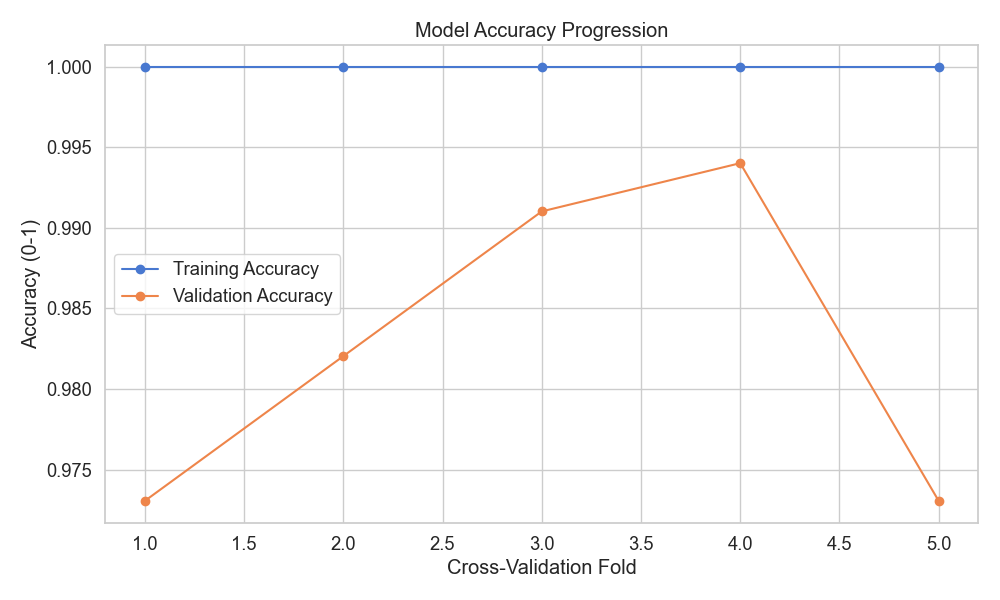 Model Accuracy Progression
1.000
0.995
0.990
0.985
0.980
0.975
Accuracy (0-1)
Training Accuracy
Validation Accuracy
1.0 1.5 2.0 2.5 3.0 3.5 4.0 4.5 5.0
Cross-Validation Fold